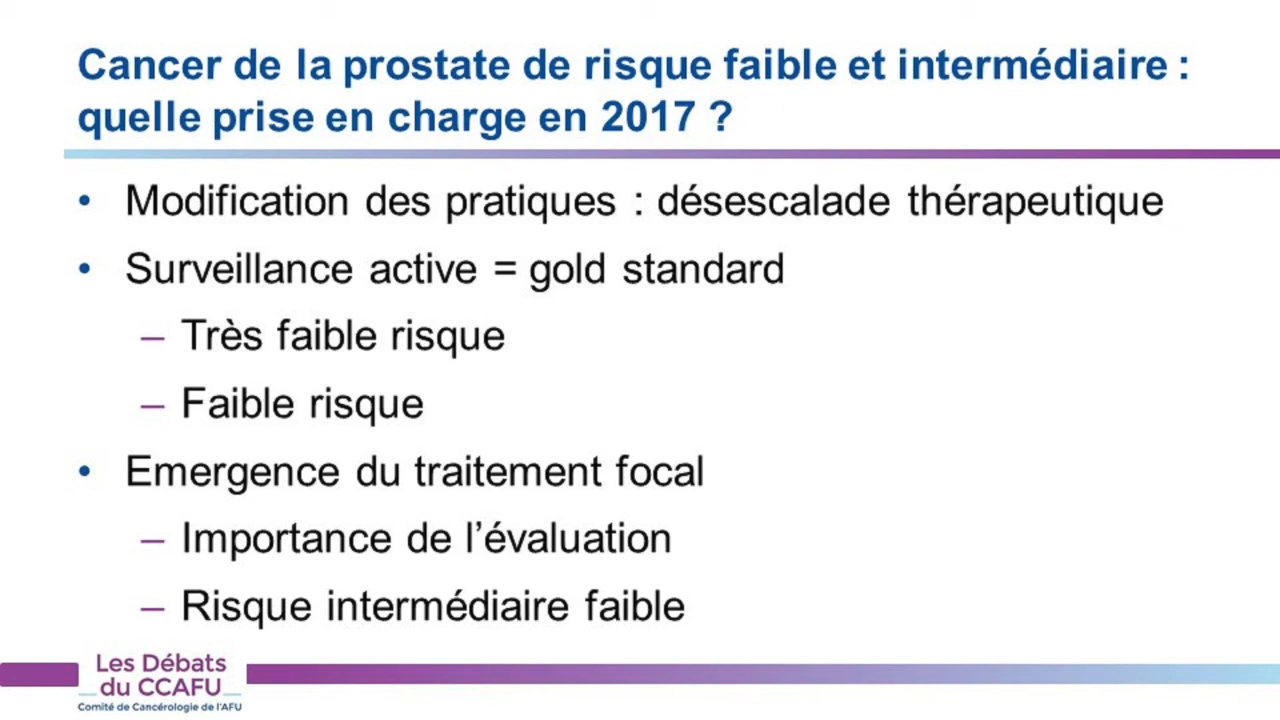 Cancer de la prostate de risque faible et intermédiaire :
quelle prise en charge en 2017 ?
• Modification des pratiques : désescalade thérapeutique
• Surveillance active = gold standard
– Très faible risque
– Faible risque
• Emergence du traitement focal
– Importance de l’évaluation
– Risque intermédiaire faible
Les Débats
du CCAFU
Comité de Cancérologie de l'AFU